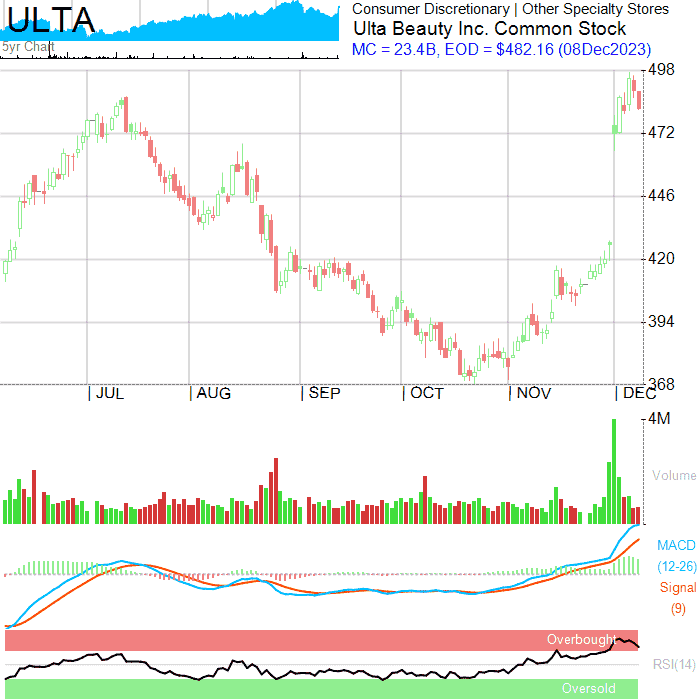 ULTA
5yr Chart
Consumer Discretionary | Other Specialty Stores
Ulta Beauty Inc. Common Stock
MC = 23.4B, EOD = $482.16 (08Dec2023)
498
472
446
420
394
368
JUL AUG SEP OCT NOV DEC
4M
Volume
MACD
(12-26)
Signal
(9)
Overbought
RSI(14)
Oversold